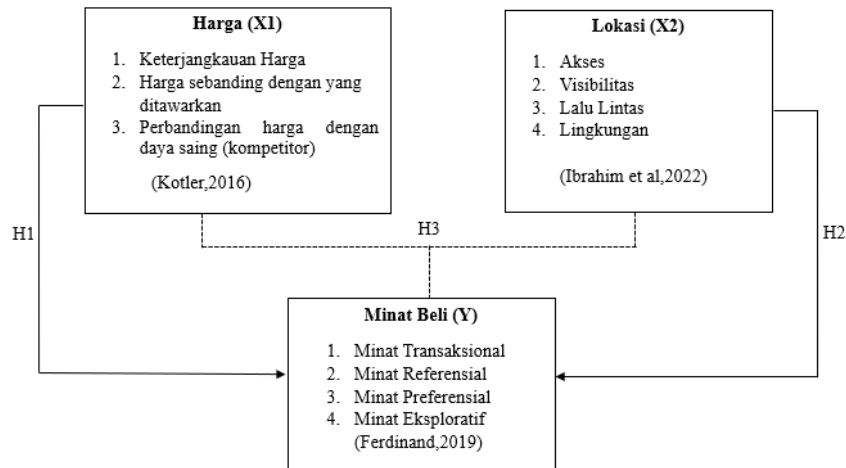 Harga (X1)
1. Keterjangkauan Harga
2. Harga sebanding dengan yang
ditawarkan
3. Perbandingan harga dengan
daya saing (kompetitor)
(Kotler,2016)
Lokasi (X2)
1. Akses
2. Visibilitas
3. Lalu Lintas
4. Lingkungan
(Ibrahim et al,2022)
H1
H3
H2
Minat Beli (Y)
1. Minat Transaksional
2. Minat Referensial
3. Minat Preferensial
4. Minat Eksploratif
(Ferdinand,2019)